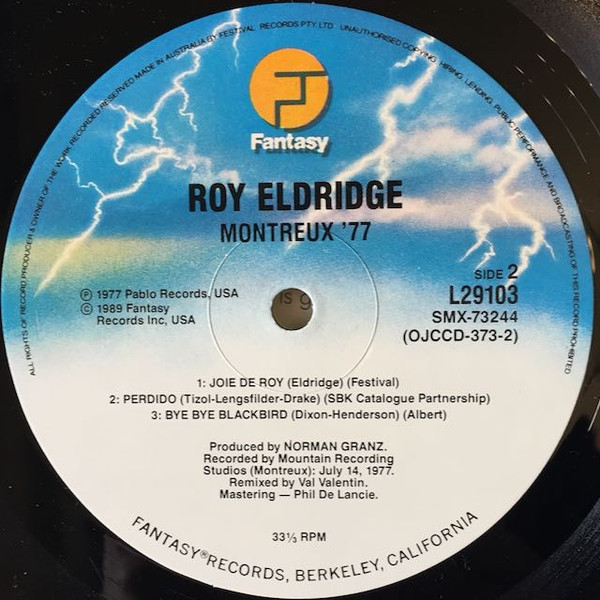 ALL RIGHTS OF RECORD PRODUCER & OWNER OF THE WORK RECORDED RESERVED MADE IN AUSTRALIA BY FESTIVAL RECORDS PTY LTD UNAUTHORISED COPYING HIRING, LENDING, PUBLIC PERFORMANCE AND BROADCASTING OF THIS RECORD PROHIBITED
Fantasy
ROY ELDRIDGE
MONTREUX '77
℗ 1977 Pablo Records, USA
© 1989 Fantasy
Records Inc, USA
SIDE 2
L29103
SMX-73244
(OJCCD-373-2)
is g
1: JOIE DE ROY (Eldridge) (Festival)
2: PERDIDO (Tizol-Lengsfilder-Drake) (SBK Catalogue Partnership)
3: BYE BYE BLACKBIRD (Dixon-Henderson) (Albert)
Produced by NORMAN GRANZ.
Recorded by Mountain Recording
Studios (Montreux): July 14, 1977.
Remixed by Val Valentin.
Mastering — Phil De Lancie.
33⅓ RPM
FANTASY® RECORDS, BERKELEY, CALIFORNIA